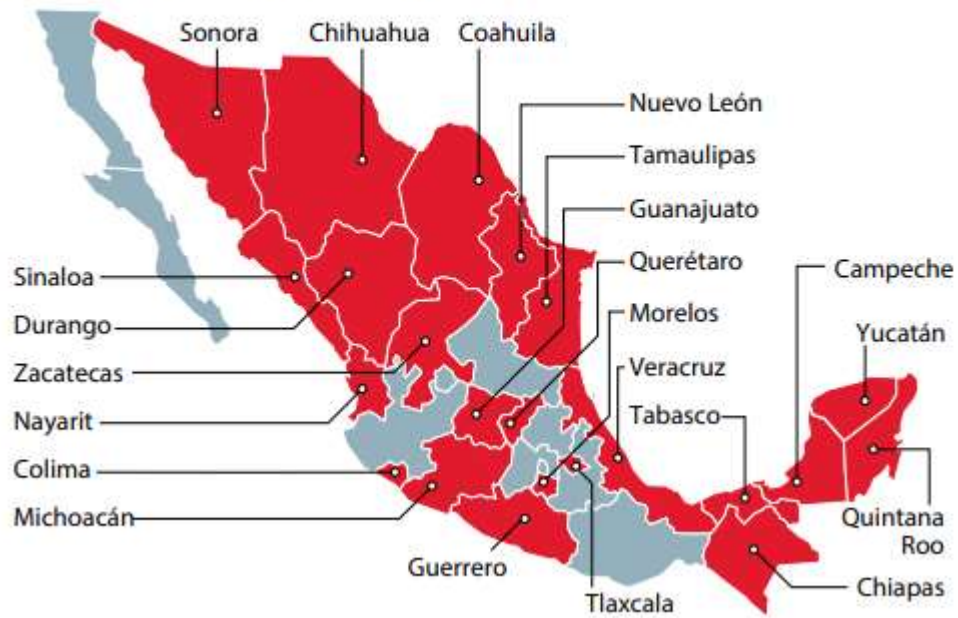 Sonora
Chihuahua
Coahuila
Nuevo León
Tamaulipas
Guanajuato
Querétaro
Morelos
Veracruz
Tabasco
Campeche
Yucatán
Sinaloa
Durango
Zacatecas
Nayarit
Colima
Michoacán
Guerrero
Tlaxcala
Quintana
Roo
Chiapas